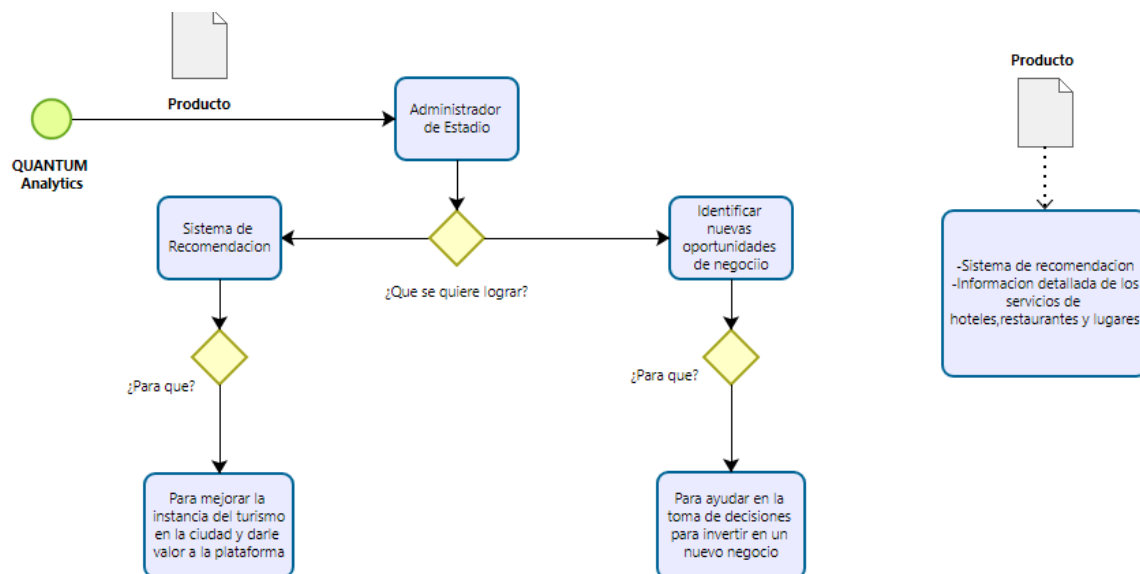 Producto
QUANTUM
Analytics
Administrador
de Estadio
Sistema de
Recomendacion
¿Que se quiere lograr?
Identificar
nuevas
oportunidades
de negociio
¿Para que?
¿Para que?
Para mejorar la
instancia del turismo
en la ciudad y darle
valor a la plataforma
Para ayudar en la
toma de decisiones
para invertir en un
nuevo negocio
Producto
-Sistema de recomendacion
-Informacion detallada de los
servicios de
hoteles,restaurantes y lugares